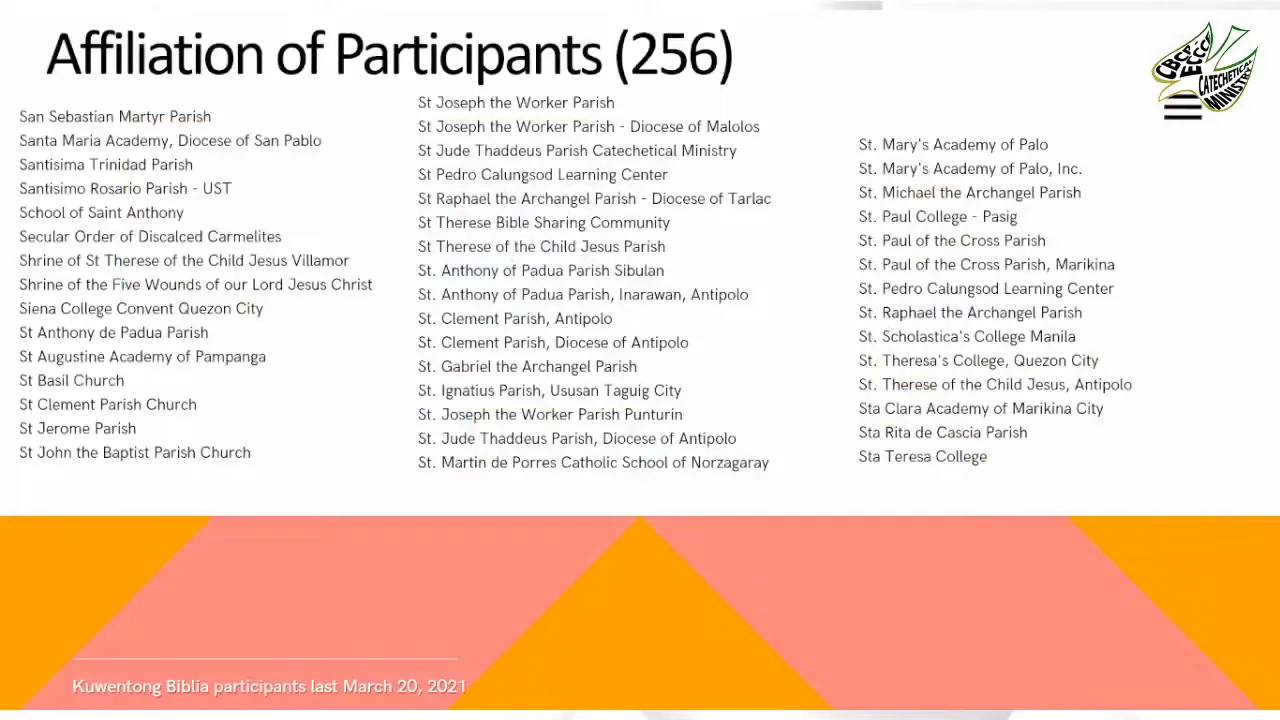 Affiliation of Participants (256)
CBCP
ECCCE
CATECHETICAL
MINISTRY
San Sebastian Martyr Parish
Santa Maria Academy, Diocese of San Pablo
Santisima Trinidad Parish
Santisimo Rosario Parish - UST
School of Saint Anthony
Secular Order of Discalced Carmelites
Shrine of St Therese of the Child Jesus Villamor
Shrine of the Five Wounds of our Lord Jesus Christ
Siena College Convent Quezon City
St Anthony de Padua Parish
St Augustine Academy of Pampanga
St Basil Church
St Clement Parish Church
St Jerome Parish
St John the Baptist Parish Church
St Joseph the Worker Parish
St Joseph the Worker Parish - Diocese of Malolos
St Jude Thaddeus Parish Catechetical Ministry
St Pedro Calungsod Learning Center
St Raphael the Archangel Parish - Diocese of Tarlac
St Therese Bible Sharing Community
St Therese of the Child Jesus Parish
St. Anthony of Padua Parish Sibulan
St. Anthony of Padua Parish, Inarawan, Antipolo
St. Clement Parish, Antipolo
St. Clement Parish, Diocese of Antipolo
St. Gabriel the Archangel Parish
St. Ignatius Parish, Ususan Taguig City
St. Joseph the Worker Parish Punturin
St. Jude Thaddeus Parish, Diocese of Antipolo
St. Martin de Porres Catholic School of Norzagaray
St. Mary's Academy of Palo
St. Mary's Academy of Palo, Inc.
St. Michael the Archangel Parish
St. Paul College - Pasig
St. Paul of the Cross Parish
St. Paul of the Cross Parish, Marikina
St. Pedro Calungsod Learning Center
St. Raphael the Archangel Parish
St. Scholastica's College Manila
St. Theresa's College, Quezon City
St. Therese of the Child Jesus, Antipolo
Sta Clara Academy of Marikina City
Sta Rita de Cascia Parish
Sta Teresa College
Kuwentong Biblia participants last March 20, 2021